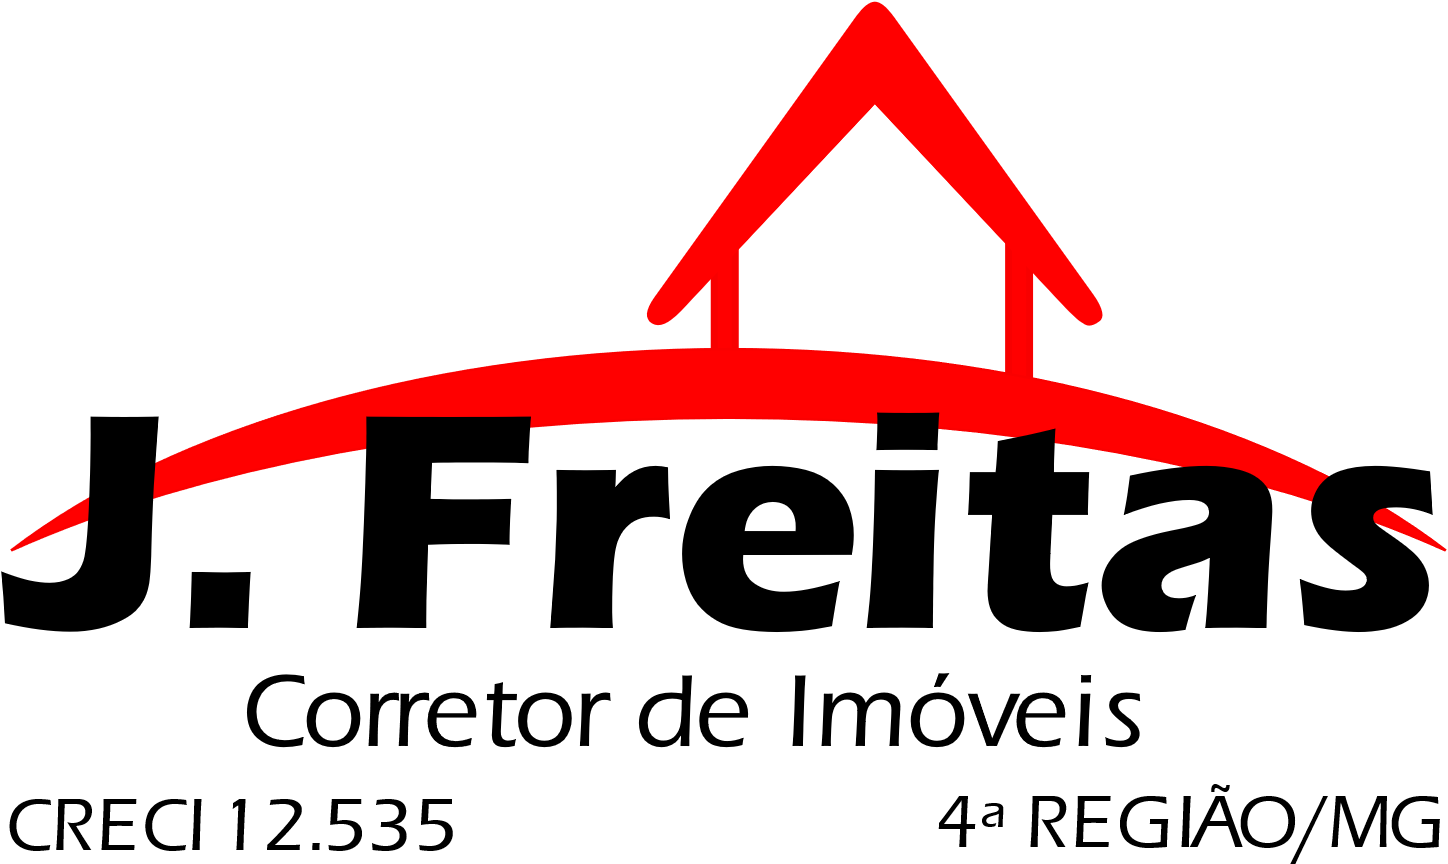 J. Freitas
Corretor de Imóveis
CRECI 12.535 4ª REGIÃO/MG